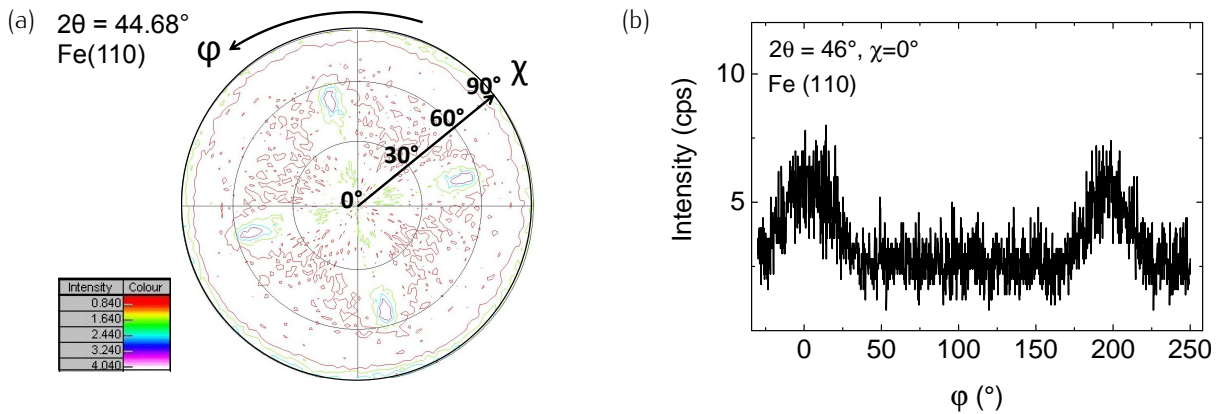 (a)
2θ = 44.68°
Fe(110)
φ
χ
90°
60°
30°
0°
Intensity Colour
0.840
1.640
2.440
3.240
4.040
(b)
2θ = 46°, χ=0°
Fe (110)
Intensity (cps)
10
5
0 50 100 150 200 250
φ (°)